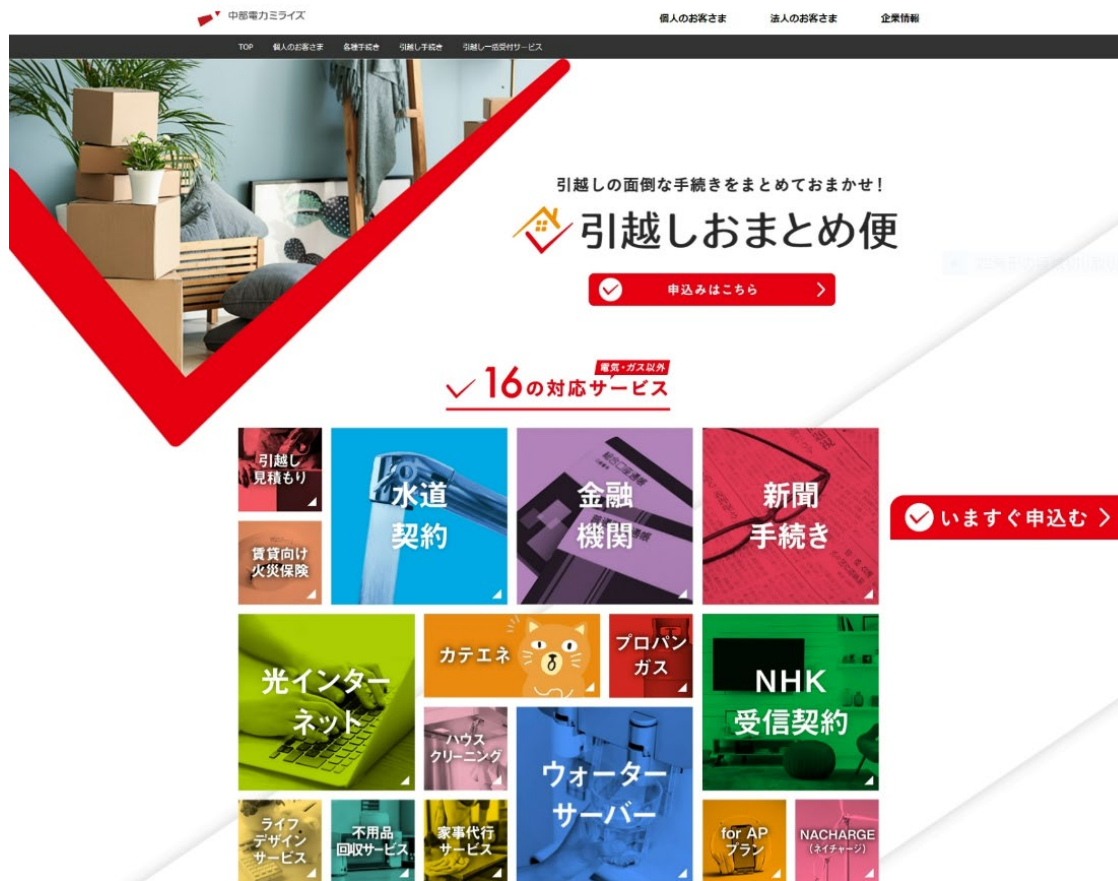 中部電力ミライズ
個人のお客さま
法人のお客さま
企業情報
TOP
個人のお客さま
各種手続き
引越し手続き
引越し一括受付サービス
引越しの面倒な手続きをまとめておまかせ！
引越しおまとめ便
申込みはこちら
電気・ガス以外
16の対応サービス
引越し
見積もり
水道
契約
金融
機関
新聞
手続き
賃貸向け
火災保険
いますぐ申込む
光インター
ネット
カテエネ
プロパン
ガス
NHK
受信契約
ハウス
クリーニング
ウォーター
サーバー
ライフ
デザイン
サービス
不用品
回収サービス
家事代行
サービス
for AP
プラン
NACHARGE
（ネイチャージ）